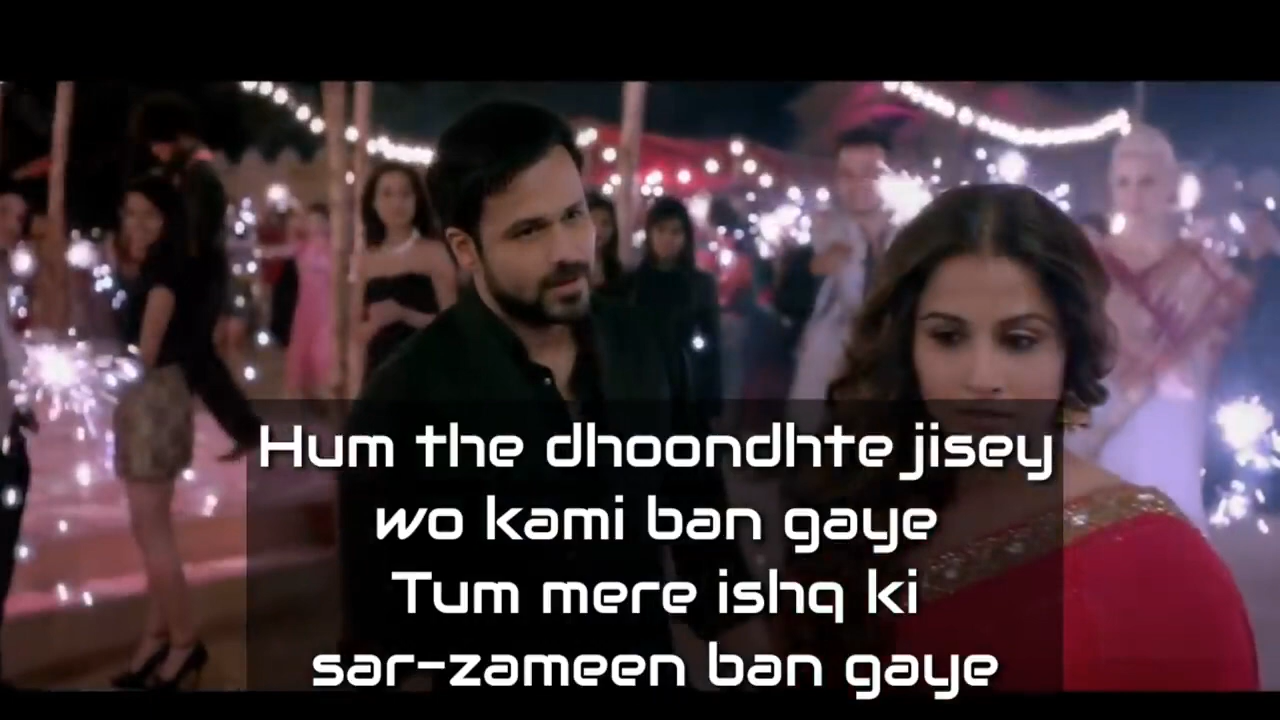 Hum the dhoondhte jisey
wo kami ban gaye
Tum mere ishq ki
sar-zameen ban gaye